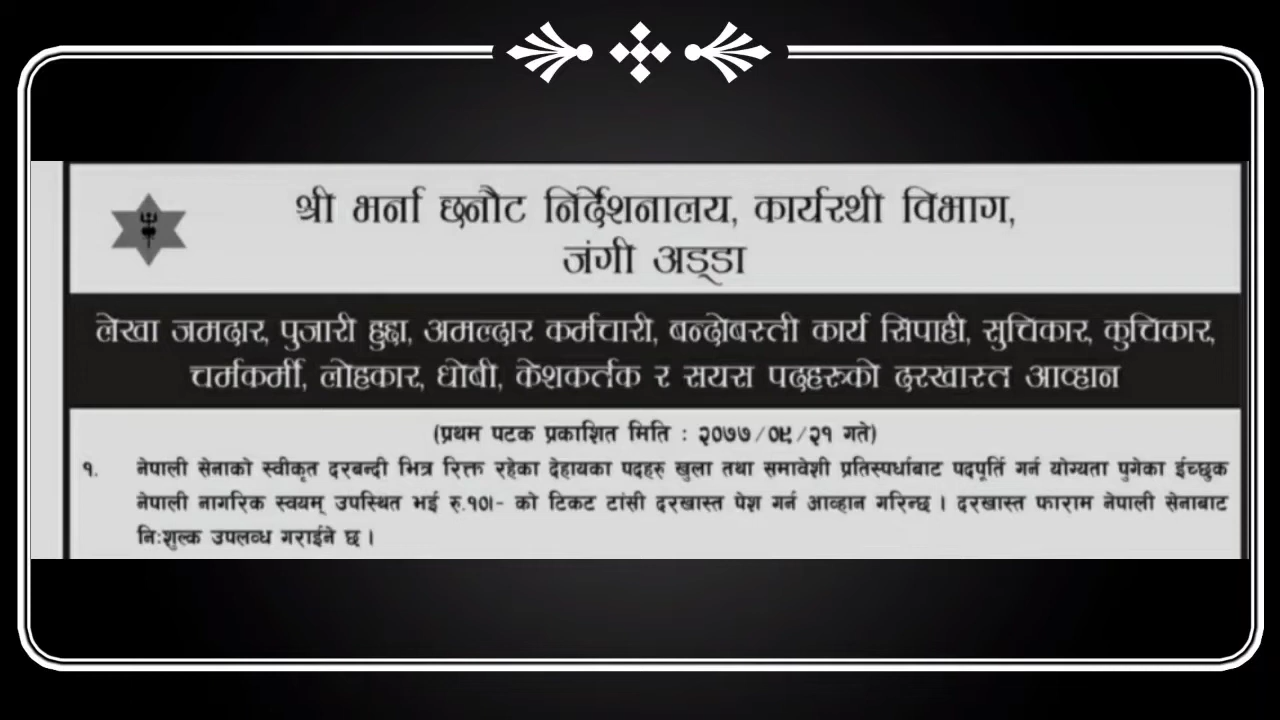 श्री भर्ना छनौट निर्देशनालय, कार्यरथी विभाग,
जंगी अड्डा
लेखा जमदार, पुजारी हुद्दा, अमल्दार कर्मचारी, बन्दोबस्ती कार्य सिपाही, सुचिकार, कुचिकार,
चर्मकर्मी, लोहकार, धोबी, केशकर्तक र सयस पदहरुको दरखास्त आव्हान
(प्रथम पटक प्रकाशित मिति : २०७७/०९/२१ गते)
१. नेपाली सेनाको स्वीकृत दरबन्दी भित्र रिक्त रहेका देहायका पदहरु खुला तथा समावेशी प्रतिस्पर्धाबाट पदपूर्ति गर्न योग्यता पुगेका ईच्छुक
नेपाली नागरिक स्वयम् उपस्थित भई रु.१०।- को टिकट टांसी दरखास्त पेश गर्न आव्हान गरिन्छ । दरखास्त फाराम नेपाली सेनाबाट
निःशुल्क उपलब्ध गराईने छ ।